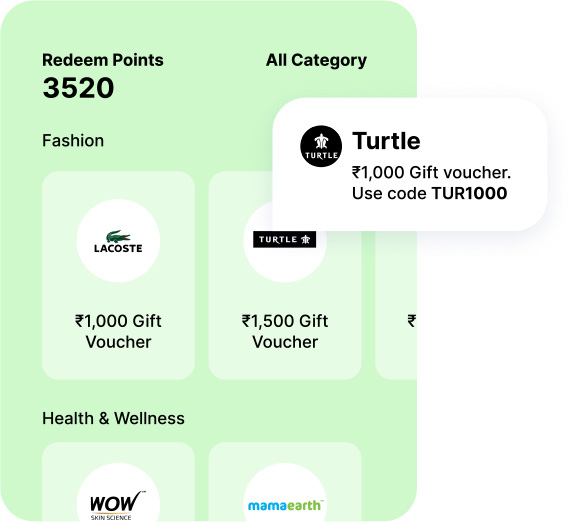 Redeem Points
3520
All Category
Turtle
TURTLE
₹1,000 Gift voucher.
Use code TUR1000
Fashion
LACOSTE
₹1,000 Gift
Voucher
TURTLE
₹1,500 Gift
Voucher
₹
Health & Wellness
WOW
SKIN SCIENCE
mamaearth™